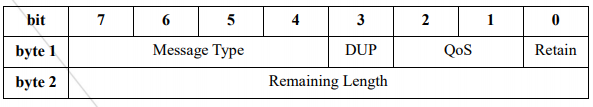 bit 7 6 5 4 3 2 1 0
byte 1 Message Type DUP QoS Retain
byte 2 Remaining Length